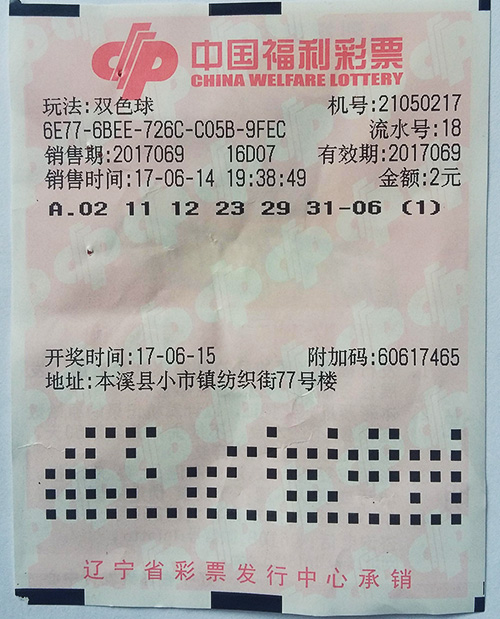 中国福利彩票
CHINA WELFARE LOTTERY
玩法:双色球 机号:21050217
6E77-6BEE-726C-C05B-9FEC 流水号:18
销售期:2017069 16D07 有效期:2017069
销售时间:17-06-14 19:38:49 金额:2元
A.02 11 12 23 29 31-06 (1)
开奖时间:17-06-15 附加码:60617465
地址:本溪县小市镇纺织街77号楼
辽宁省彩票发行中心承销